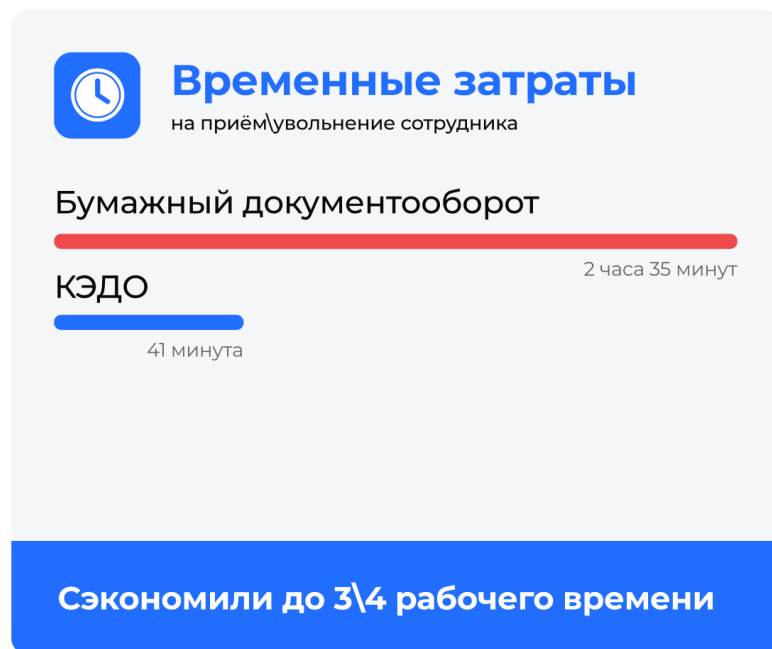 Временные затраты
на приём\увольнение сотрудника
Бумажный документооборот
2 часа 35 минут
КЭДО
41 минута
Сэкономили до 3\4 рабочего времени